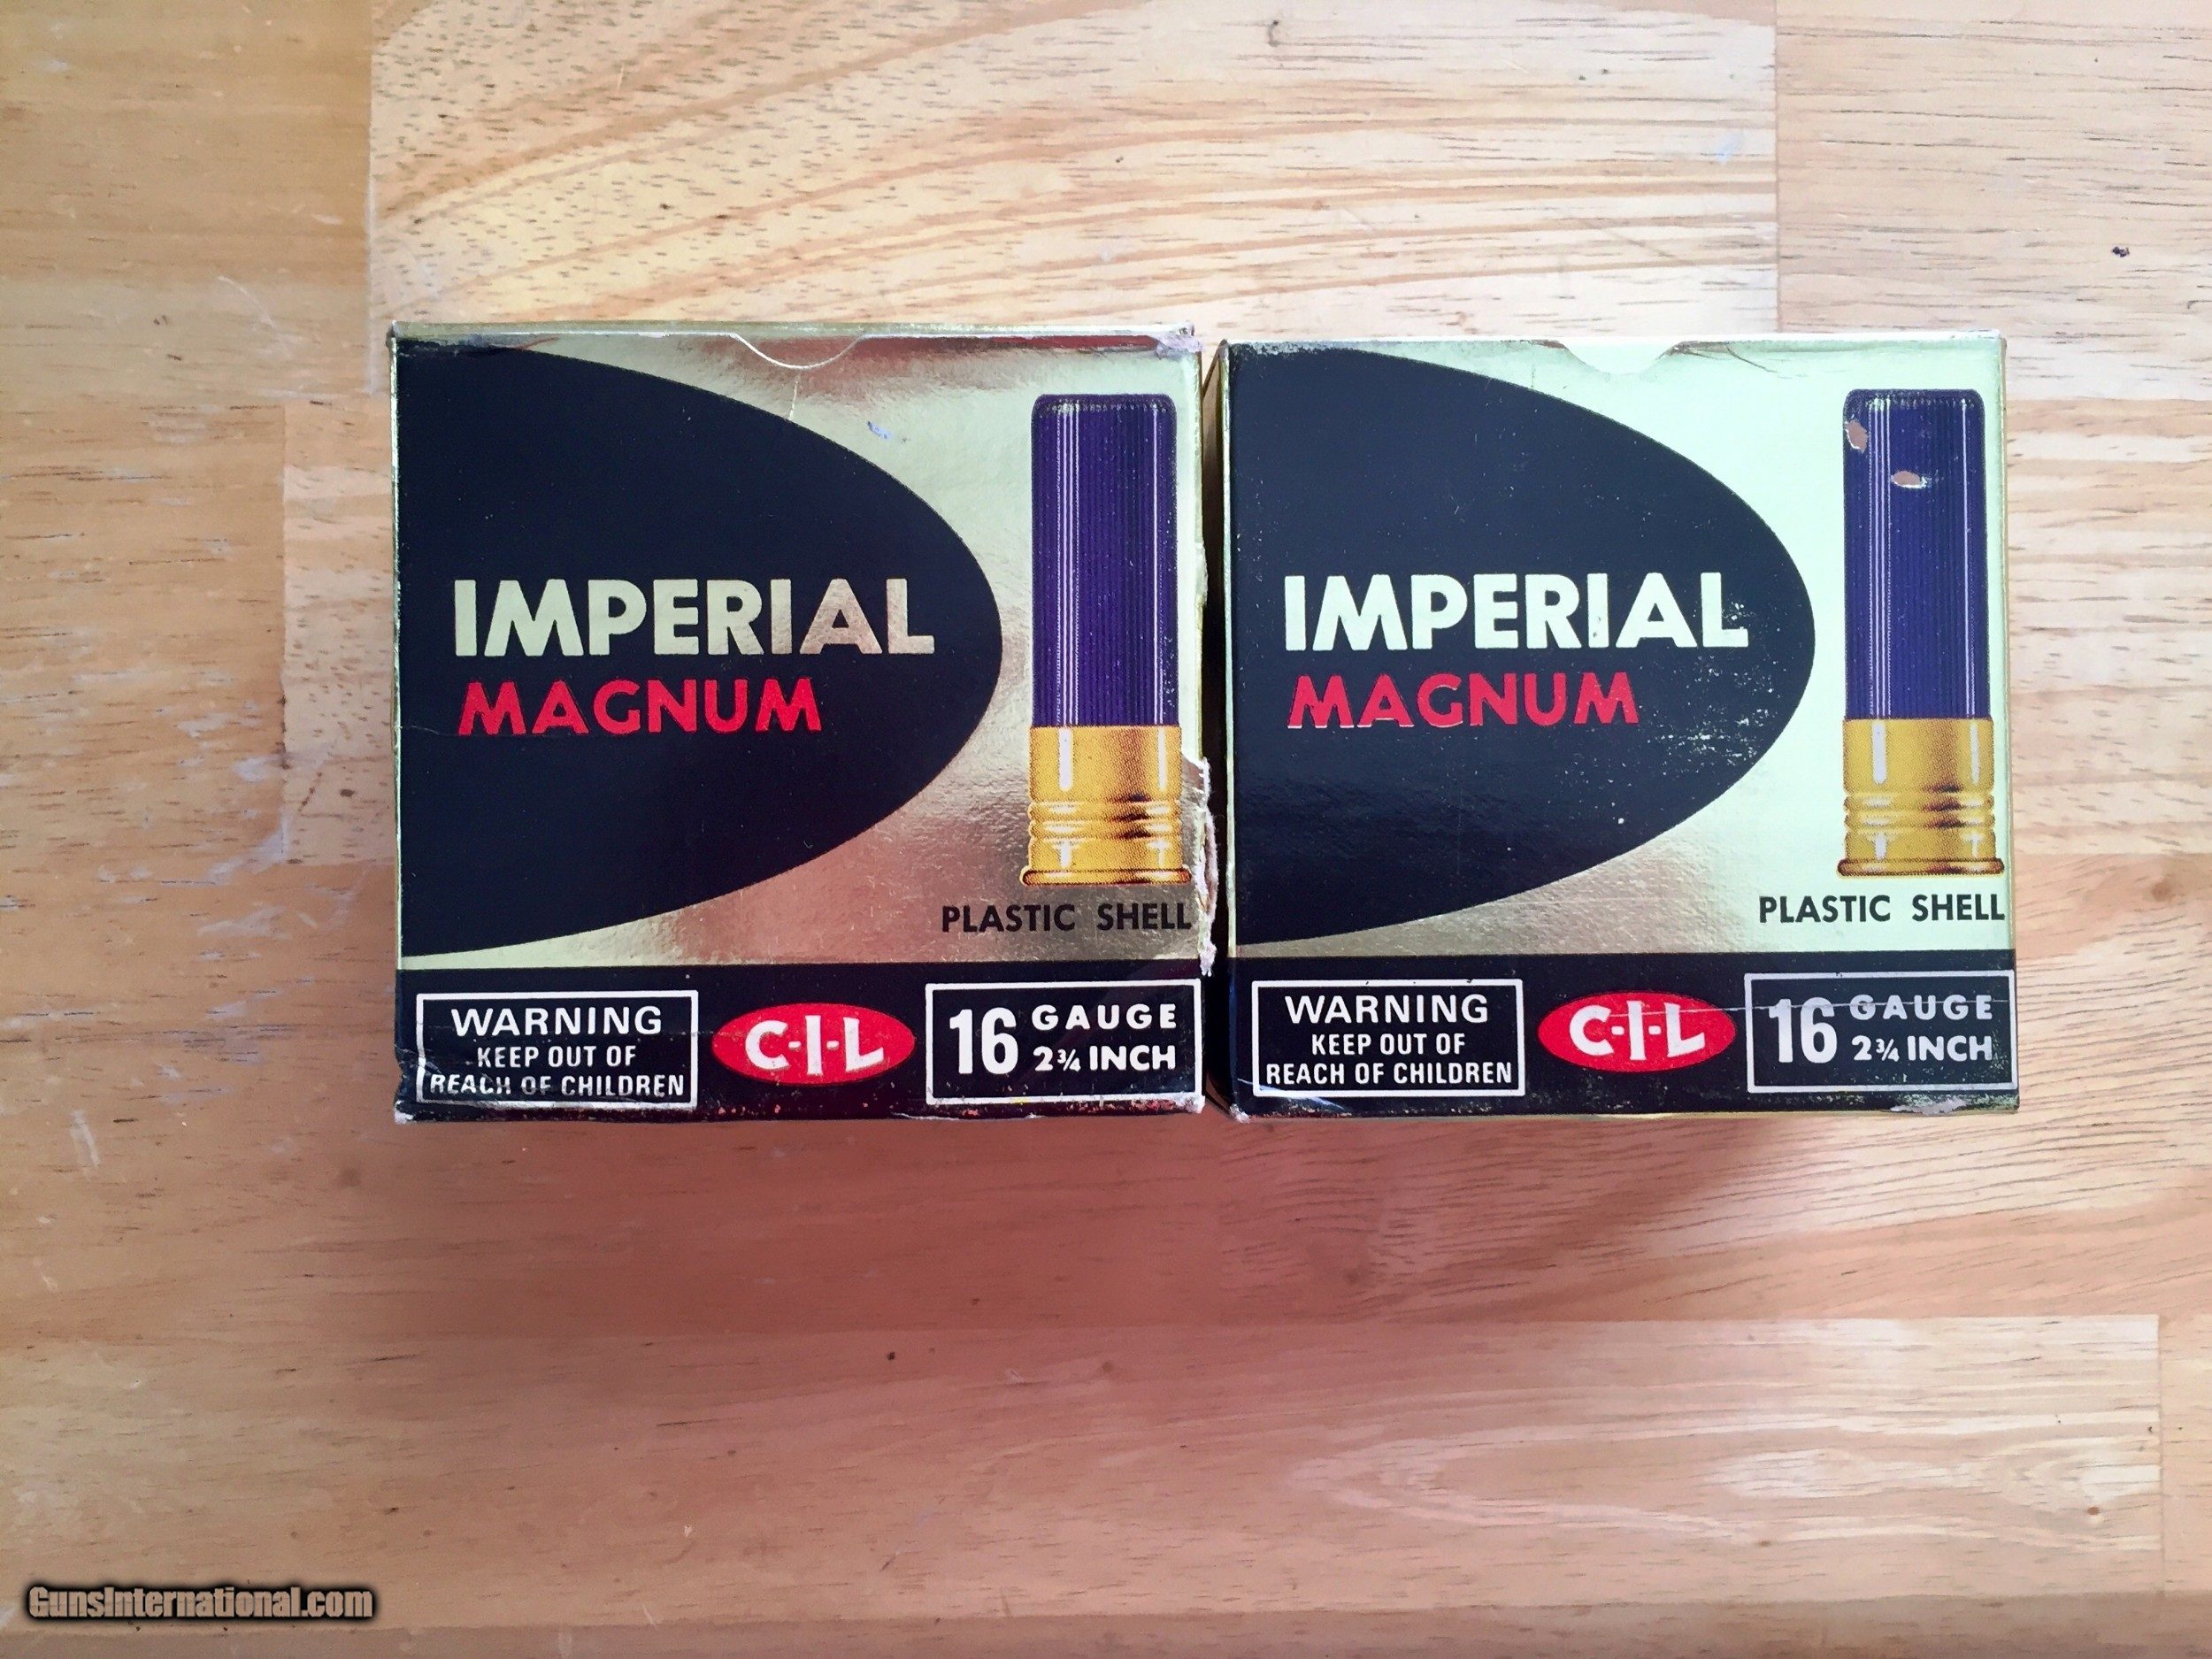 IMPERIAL
MAGNUM
PLASTIC SHELL
WARNING
KEEP OUT OF
REACH OF CHILDREN
C-I-L
16 GAUGE
2¾ INCH
IMPERIAL
MAGNUM
PLASTIC SHELL
WARNING
KEEP OUT OF
REACH OF CHILDREN
C-I-L
16 GAUGE
2¾ INCH
GunsInternational.com